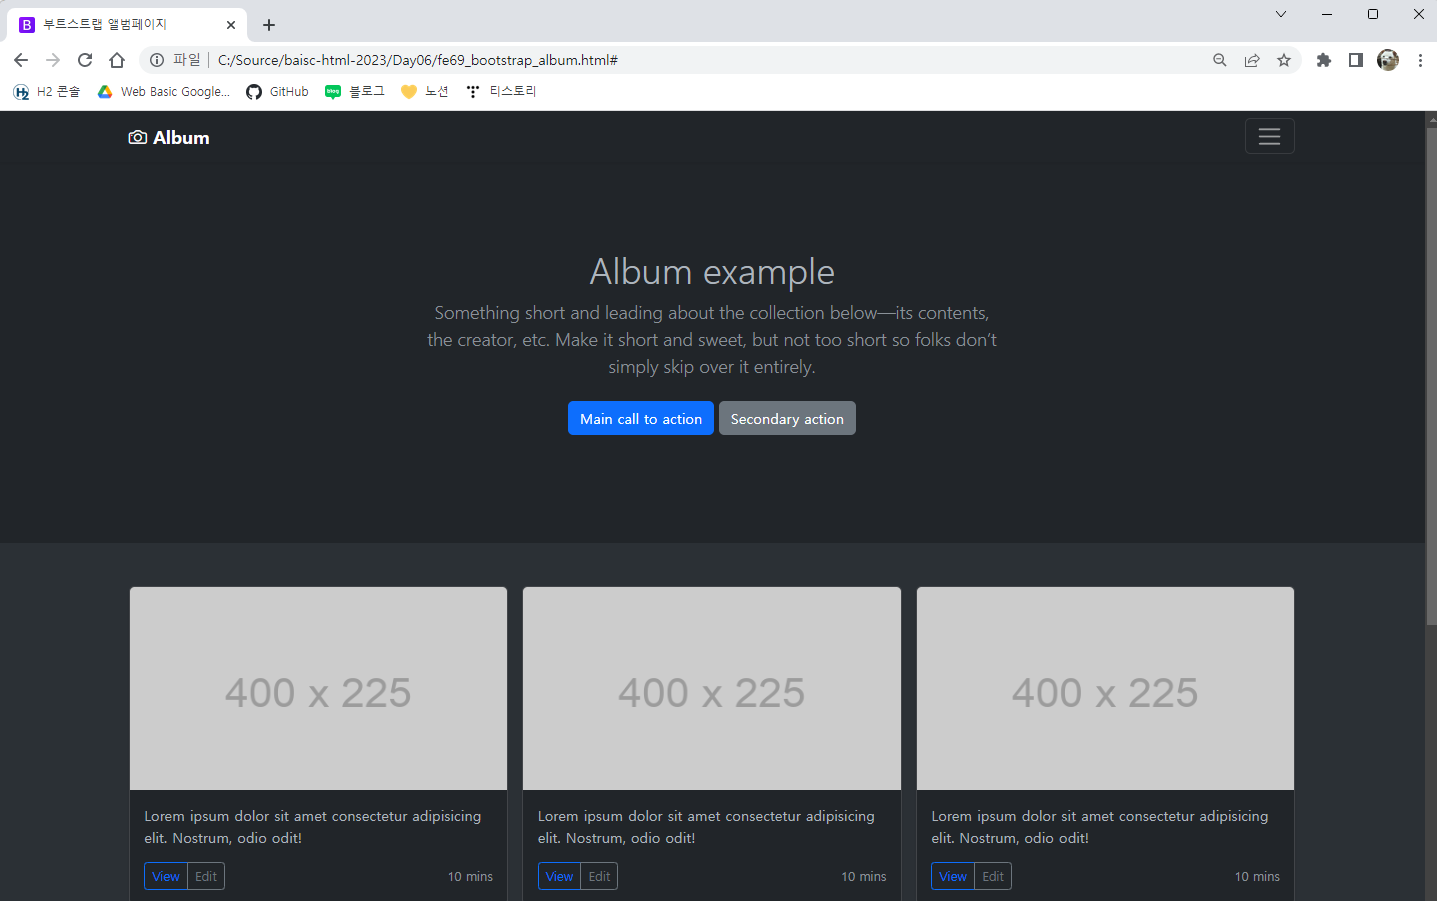 부트스트랩 앨범페이지
파일 C:/Source/baisc-html-2023/Day06/fe69_bootstrap_album.html#
H2 콘솔 Web Basic Google... GitHub blog 블로그 노션 티스토리
Album
Album example
Something short and leading about the collection below—its contents,
the creator, etc. Make it short and sweet, but not too short so folks don’t
simply skip over it entirely.
Main call to action Secondary action
400 x 225 400 x 225 400 x 225
Lorem ipsum dolor sit amet consectetur adipisicing
elit. Nostrum, odio odit!
View Edit 10 mins
Lorem ipsum dolor sit amet consectetur adipisicing
elit. Nostrum, odio odit!
View Edit 10 mins
Lorem ipsum dolor sit amet consectetur adipisicing
elit. Nostrum, odio odit!
View Edit 10 mins